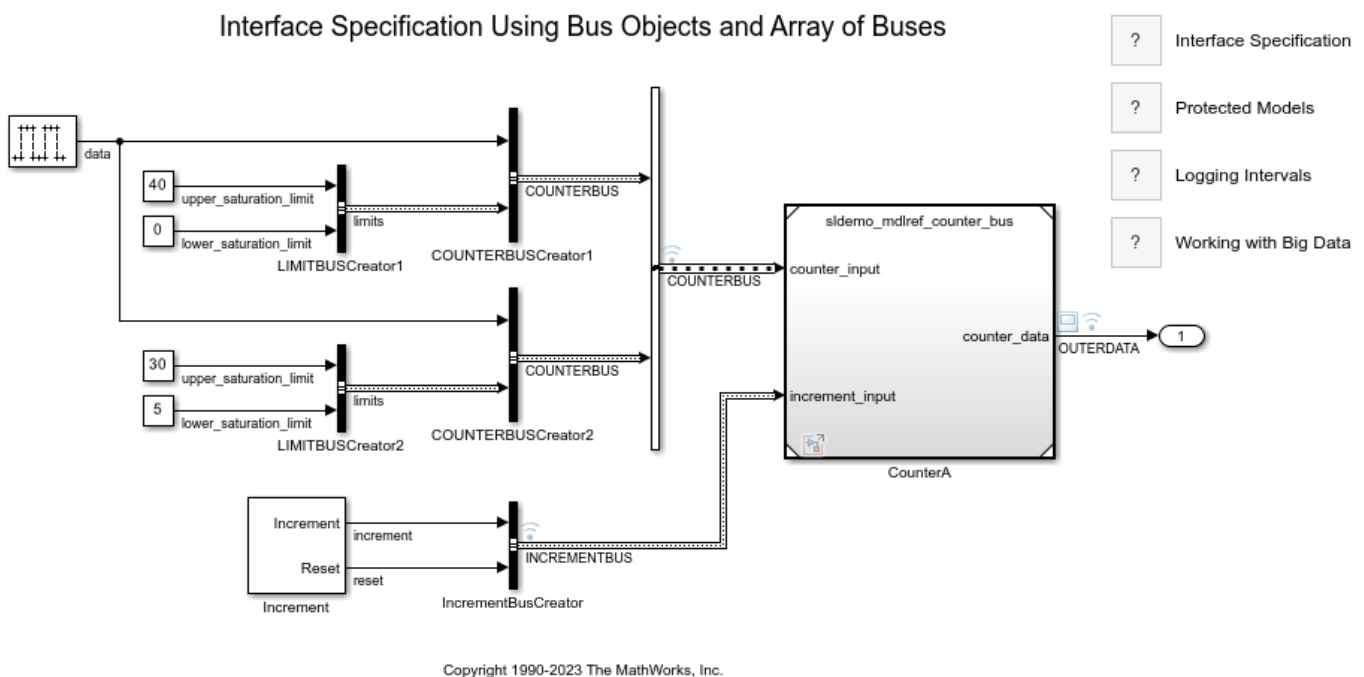 Interface Specification Using Bus Objects and Array of Buses
? Interface Specification
? Protected Models
? Logging Intervals
? Working with Big Data
data
40
upper_saturation_limit
0
lower_saturation_limit
limits
LIMITBUSCreator1
COUNTERBUS
COUNTERBUSCreator1
30
upper_saturation_limit
5
lower_saturation_limit
limits
LIMITBUSCreator2
COUNTERBUS
COUNTERBUSCreator2
COUNTERBUS
sldemo_mdlref_counter_bus
counter_input
counter_data
increment_input
CounterA
OUTERDATA
1
Increment
increment
Reset
reset
Increment
INCREMENTBUS
IncrementBusCreator
Copyright 1990-2023 The MathWorks, Inc.